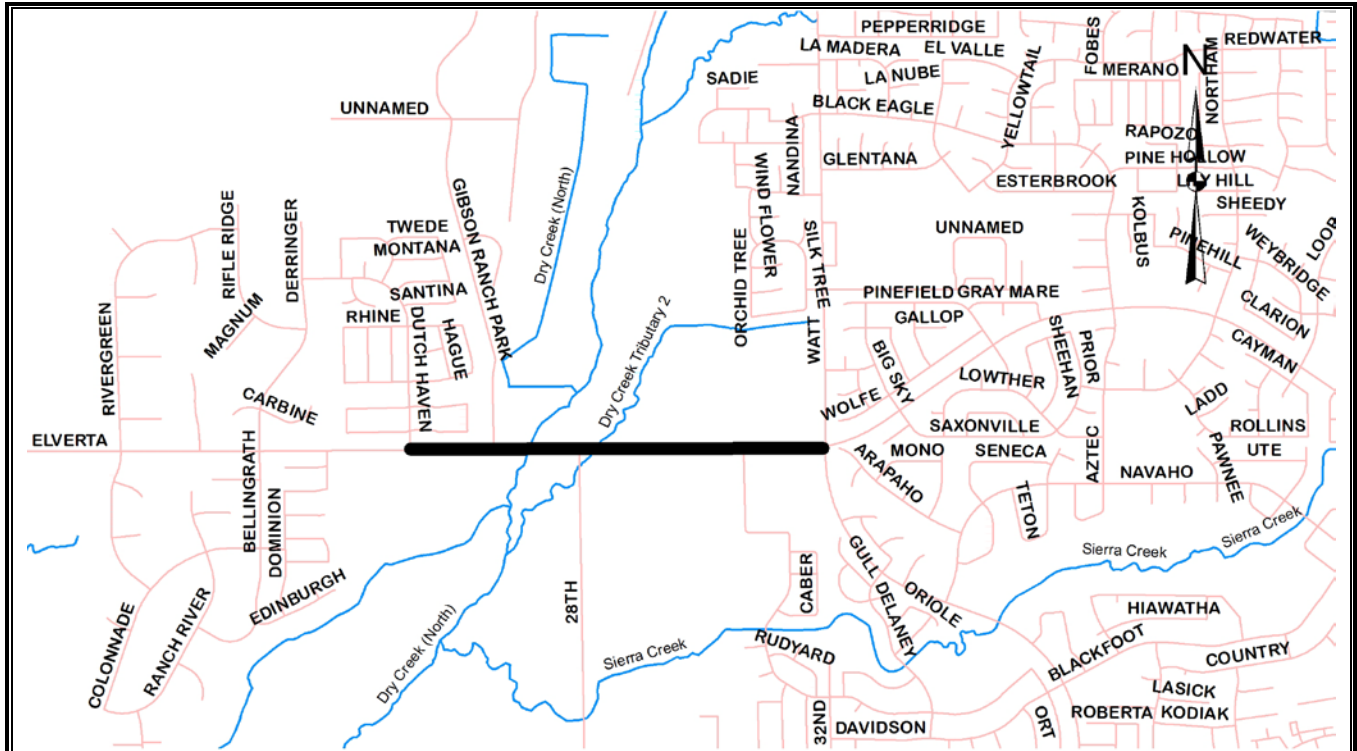 PEPPERRIDGE
FOBES
REDWATER
LA MADERA
EL VALLE
NORTHAM
N
SADIE
LA NUBE
YELLOWTAIL
MERANO
UNNAMED
BLACK EAGLE
RAPOZO
NANDINA
GLENTANA
PINE HOLLOW
WIND FLOWER
ESTERBROOK
LILY HILL
GIBSON RANCH PARK
Dry Creek (North)
KOLBUS
SHEEDY
RIFLE RIDGE
DERRINGER
TWEDE
MONTANA
ORCHID TREE
SILK TREE
UNNAMED
PINEHILL
WEYBRIDGE
LOOP
SANTINA
PINEFIELD
GRAY MARE
RHINE
DUTCH HAVEN
HAGUE
GALLOP
CLARION
MAGNUM
Dry Creek Tributary 2
WATT
BIG SKY
SHEEHAN
PRIOR
CAYMAN
RIVERGREEN
LOWTHER
CARBINE
WOLFE
LADD
SAXONVILLE
ROLLINS
ELVERTA
BELLINGRATH
ARAPAHO
MONO
SENECA
AZTEC
NAVAHO
PAWNEE
UTE
DOMINION
TETON
Sierra Creek
Sierra Creek
EDINBURGH
28TH
CABER
GULL
DELANEY
ORIOLE
HIAWATHA
COLONNADE
RANCH RIVER
Dry Creek (North)
Sierra Creek
RUDYARD
BLACKFOOT
COUNTRY
LASICK
32ND
DAVIDSON
ORT
ROBERTA
KODIAK